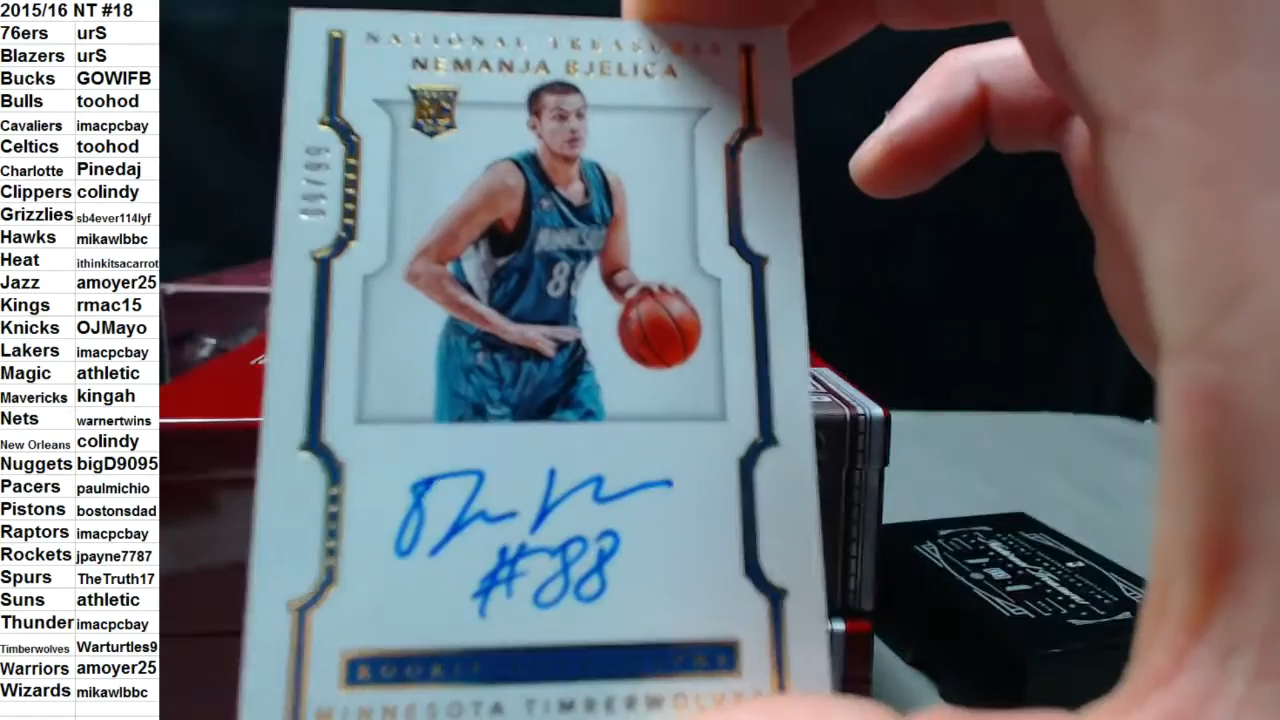 2015/16 NT #18
76ers urS
Blazers urS
Bucks GOWIFB
Bulls toohod
Cavaliers imacpcbay
Celtics toohod
Charlotte Pinedaj
Clippers colindy
Grizzlies sb4ever114lyf
Hawks mikawlbbc
Heat ithinkitsacarrot
Jazz amoyer25
Kings rmac15
Knicks OJMayo
Lakers imacpcbay
Magic athletic
Mavericks kingah
Nets warnertwins
New Orleans colindy
Nuggets bigD9095
Pacers paulmichio
Pistons bostonsdad
Raptors imacpcbay
Rockets jpayne7787
Spurs TheTruth17
Suns athletic
Thunder imacpcbay
Timberwolves Warturtles9
Warriors amoyer25
Wizards mikawlbbc
NATIONAL TREASURES
NEMANJA BJELICA
88
#88
MINNESOTA TIMBERWOLVES